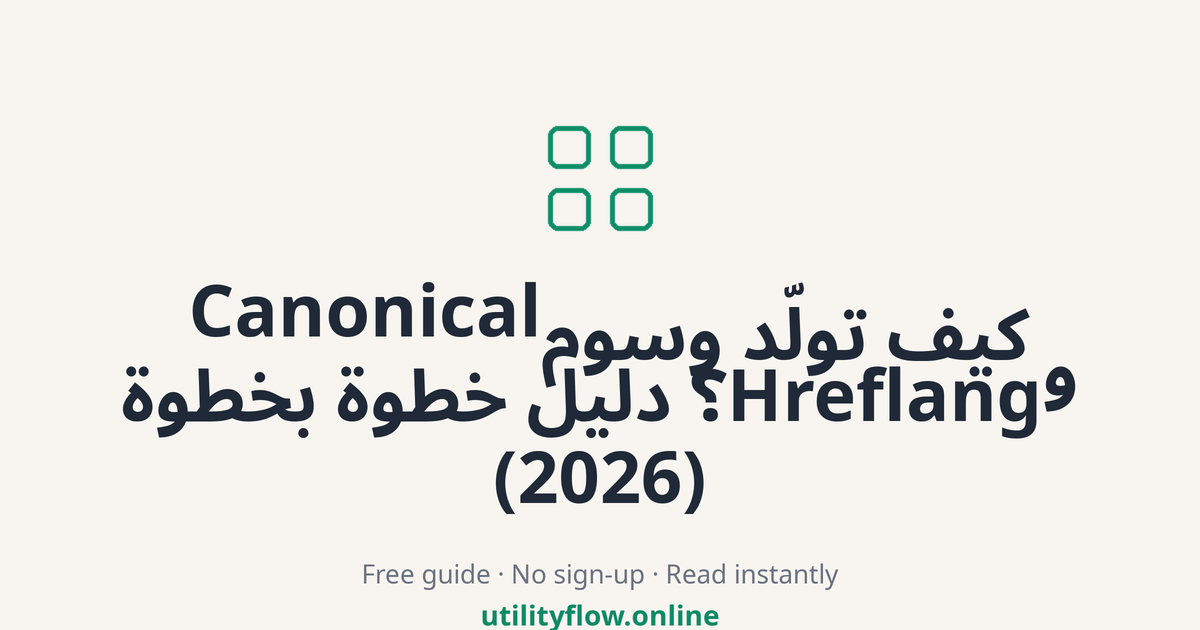 كيف تولّد وسوم Canonical
وHreflang؟ دليل خطوة بخطوة
(2026)
Free guide · No sign-up · Read instantly
utilityflow.online